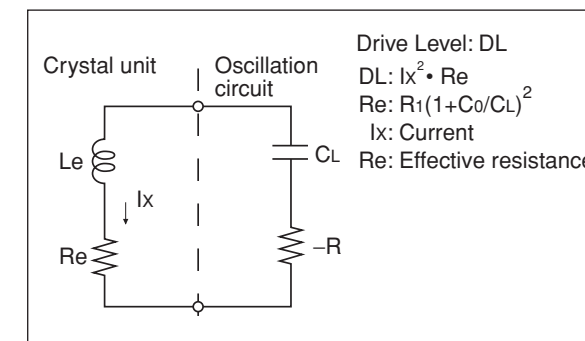 Crystal unit
Oscillation
circuit
Le
Ix
Re
CL
–R
Drive Level: DL
DL: Ix²• Re
Re: R1(1+C0/CL)²
Ix: Current
Re: Effective resistance